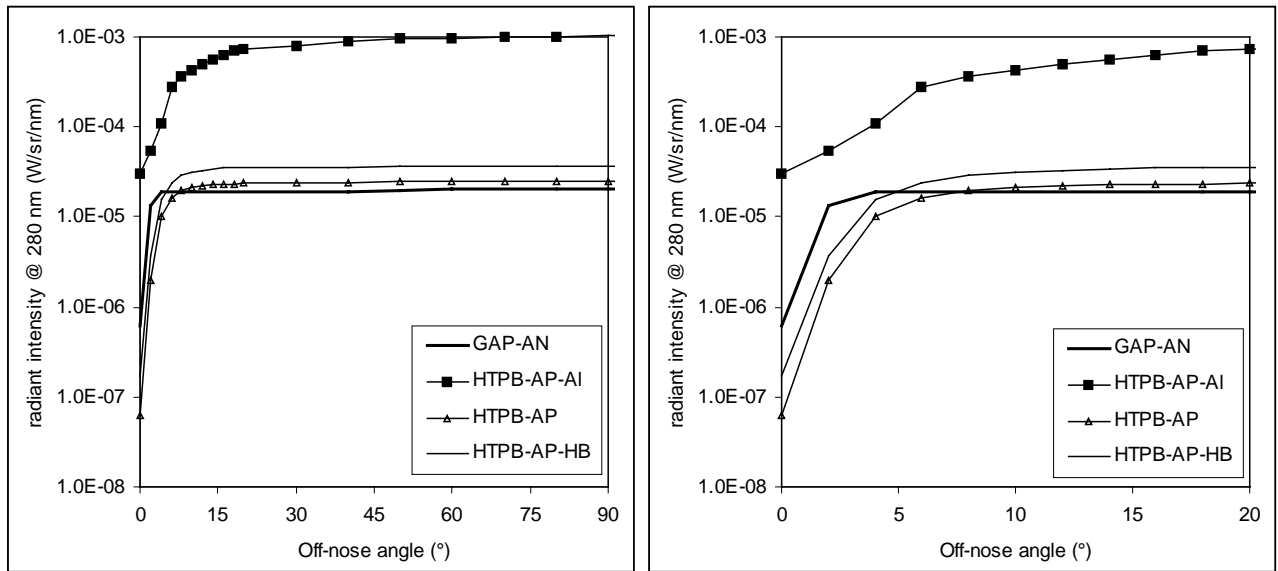 radiant intensity @ 280 nm (W/sr/nm)
1.0E-03
1.0E-04
1.0E-05
1.0E-06
1.0E-07
1.0E-08
0 15 30 45 60 75 90
Off-nose angle (°)
GAP-AN
HTPB-AP-Al
HTPB-AP
HTPB-AP-HB
radiant intensity @ 280 nm (W/sr/nm)
1.0E-03
1.0E-04
1.0E-05
1.0E-06
1.0E-07
1.0E-08
0 5 10 15 20
Off-nose angle (°)
GAP-AN
HTPB-AP-Al
HTPB-AP
HTPB-AP-HB